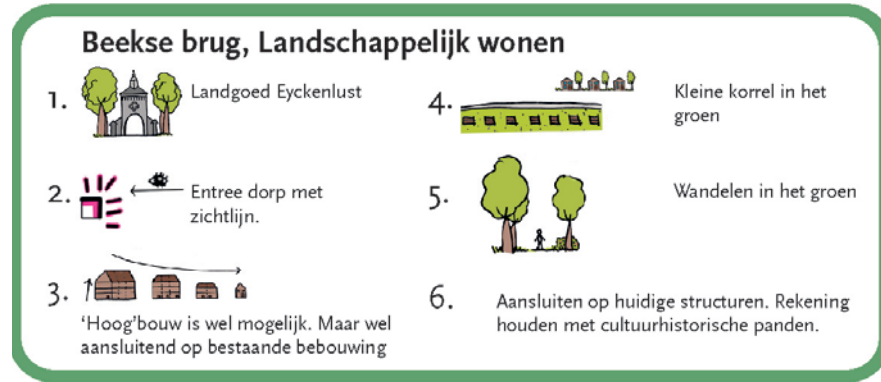 Beekse brug, Landschappelijk wonen
1.
Landgoed Eyckenlust
2.
Entree dorp met
zichtlijn.
3.
‘Hoog’bouw is wel mogelijk. Maar wel
aansluitend op bestaande bebouwing
4.
Kleine korrel in het
groen
5.
Wandelen in het groen
6.
Aansluiten op huidige structuren. Rekening
houden met cultuurhistorische panden.